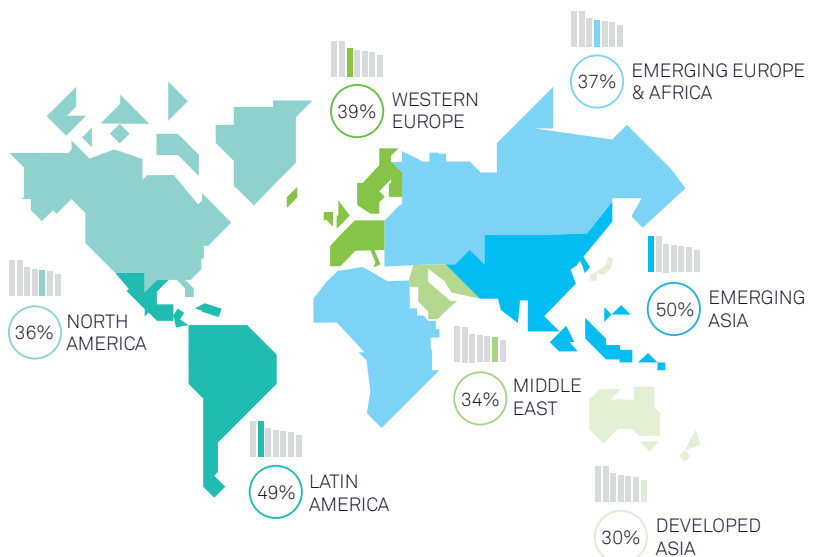 37%
EMERGING EUROPE
& AFRICA
39%
WESTERN
EUROPE
50%
EMERGING
ASIA
36%
NORTH
AMERICA
34%
MIDDLE
EAST
49%
LATIN
AMERICA
30%
DEVELOPED
ASIA